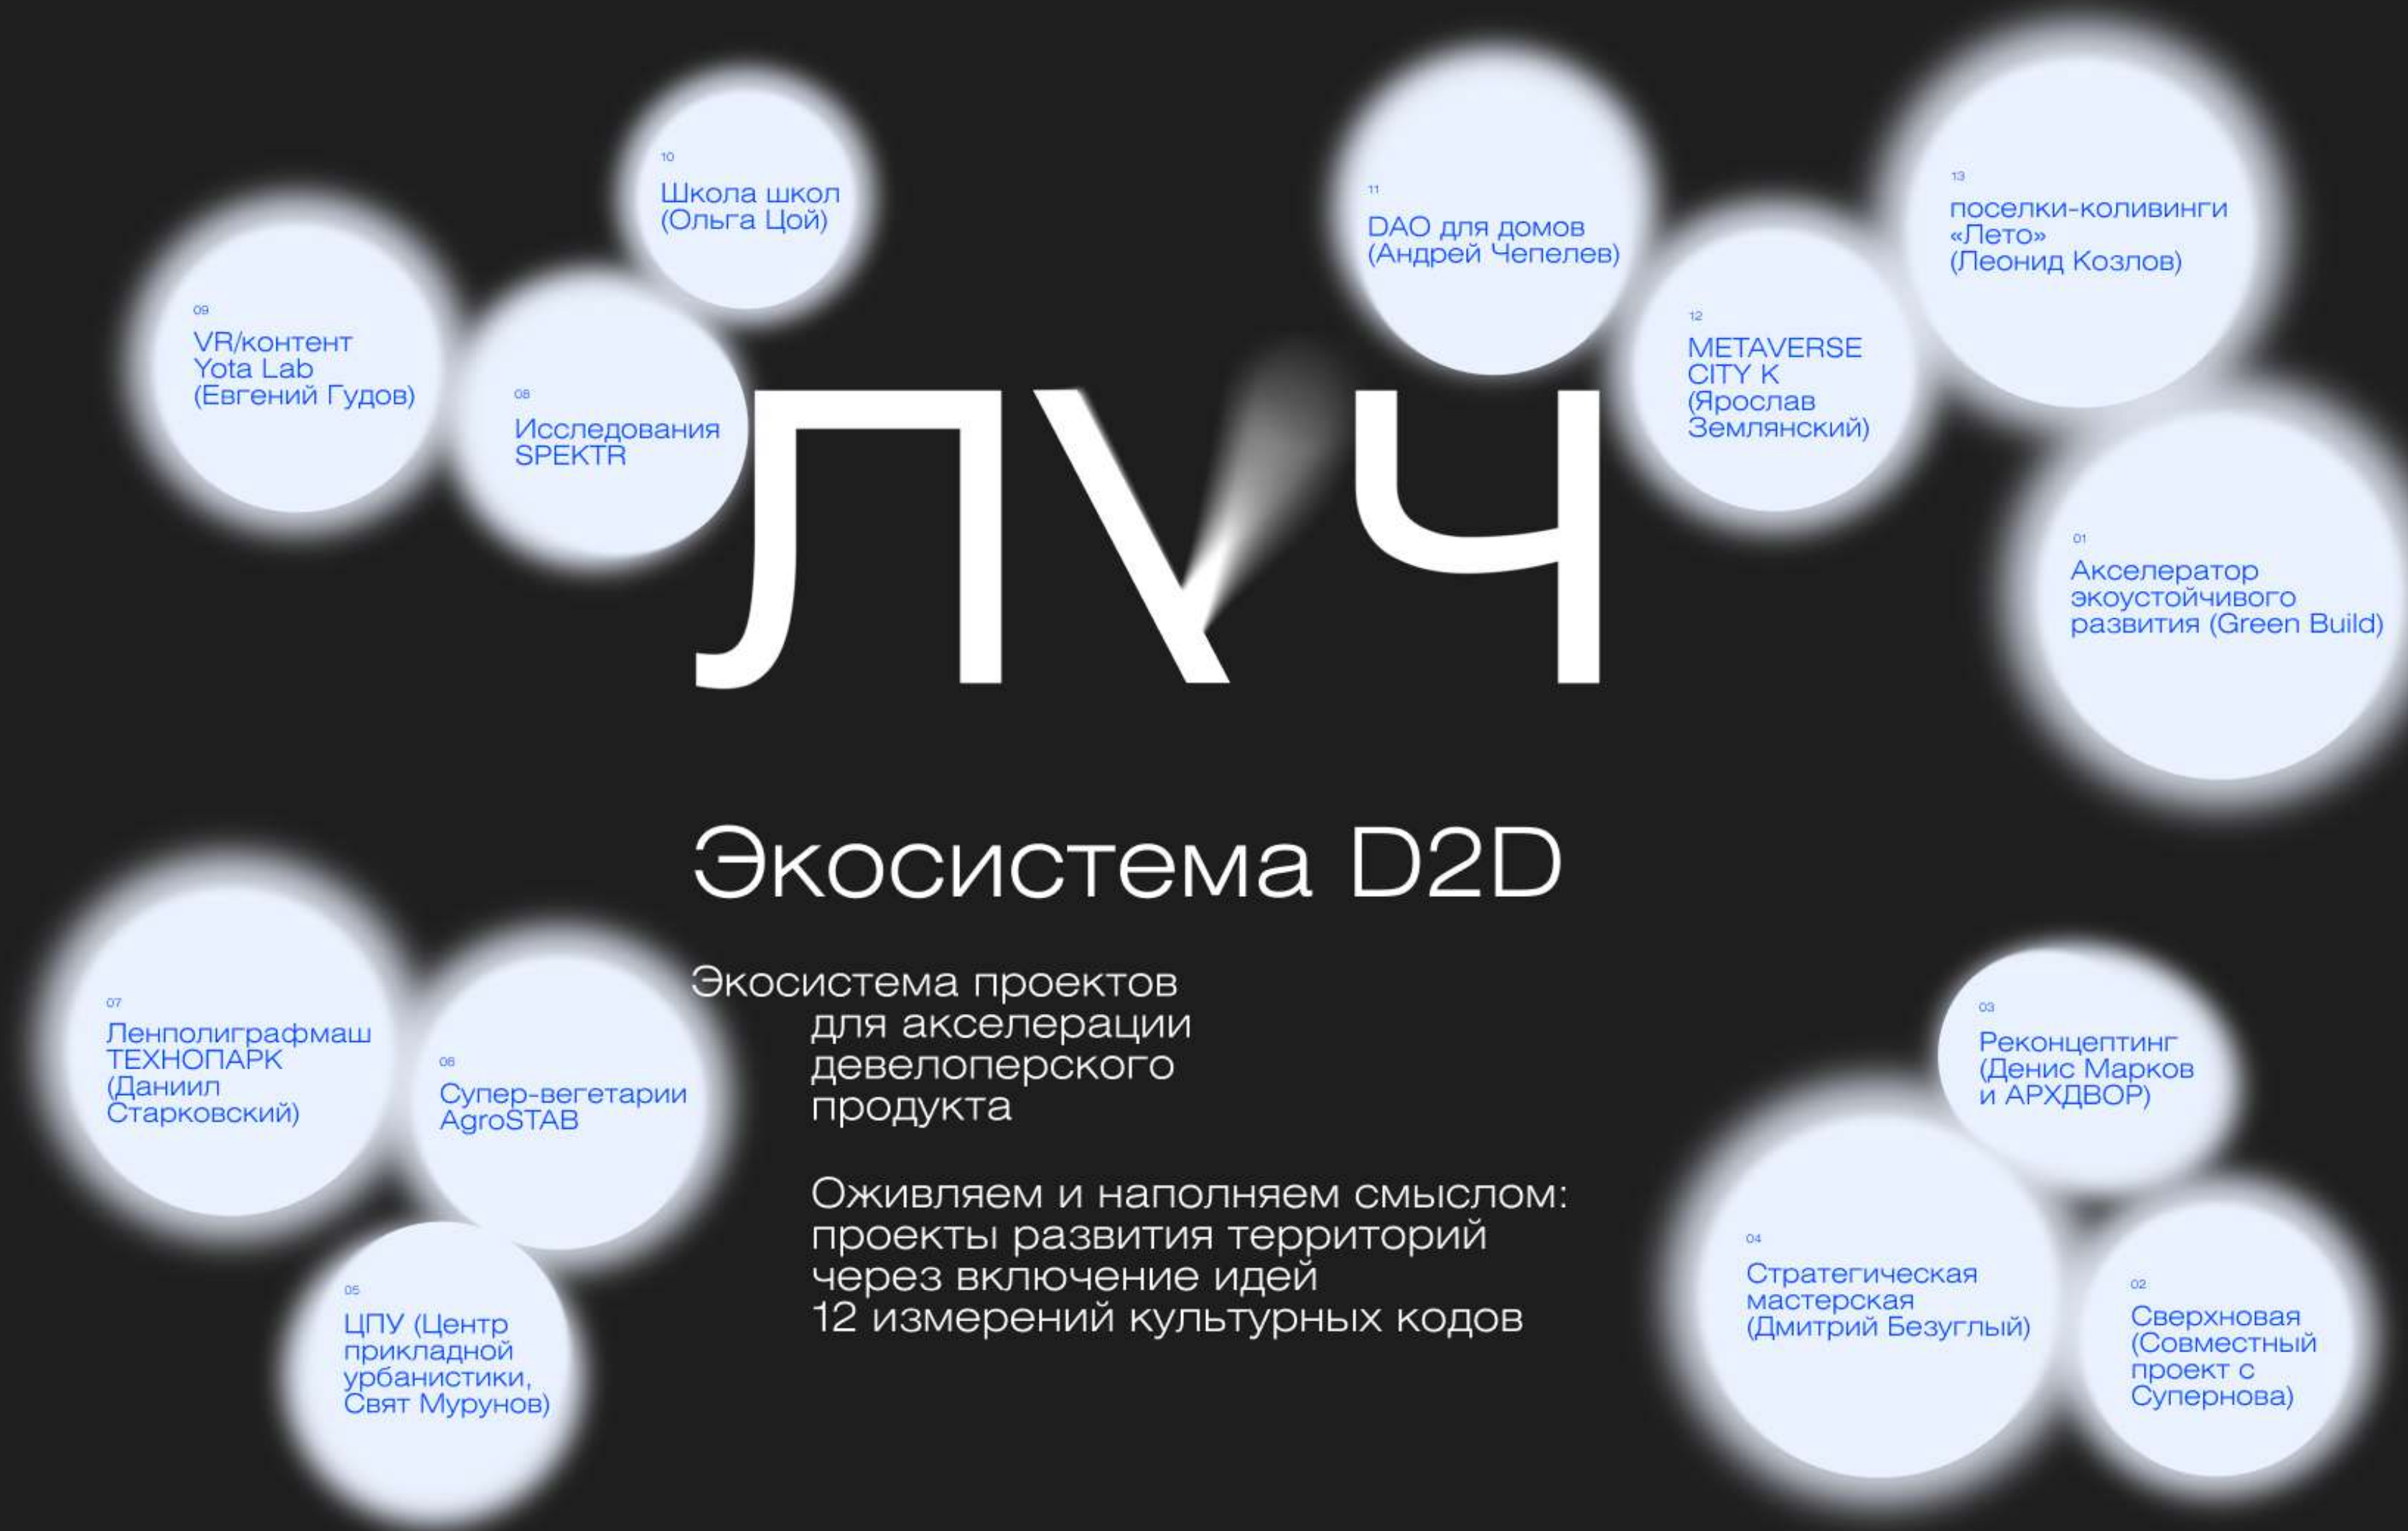 10
Школа школ
(Ольга Цой)
09
VR/контент
Yota Lab
(Евгений Гудов)
08
Исследования
SPEKTR
11
DAO для домов
(Андрей Чепелев)
12
METAVERSE
CITY K
(Ярослав
Землянский)
13
поселки-коливинги
«Лето»
(Леонид Козлов)
01
Акселератор
экоустойчивого
развития (Green Build)
ЛУЧ
Экосистема D2D
Экосистема проектов
для акселерации
девелоперского
продукта
Оживляем и наполняем смыслом:
проекты развития территорий
через включение идей
12 измерений культурных кодов
07
Ленполиграфмаш
ТЕХНОПАРК
(Даниил
Старковский)
06
Супер-вегетарии
AgroSTAB
05
ЦПУ (Центр
прикладной
урбанистики,
Свят Мурунов)
03
Реконцептинг
(Денис Марков
и АРХДВОР)
04
Стратегическая
мастерская
(Дмитрий Безуглый)
02
Сверхновая
(Совместный
проект с
Супернова)